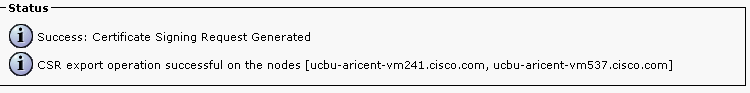 Status
Success: Certificate Signing Request Generated
CSR export operation successful on the nodes [ucbu-aricent-vm241.cisco.com, ucbu-aricent-vm537.cisco.com]